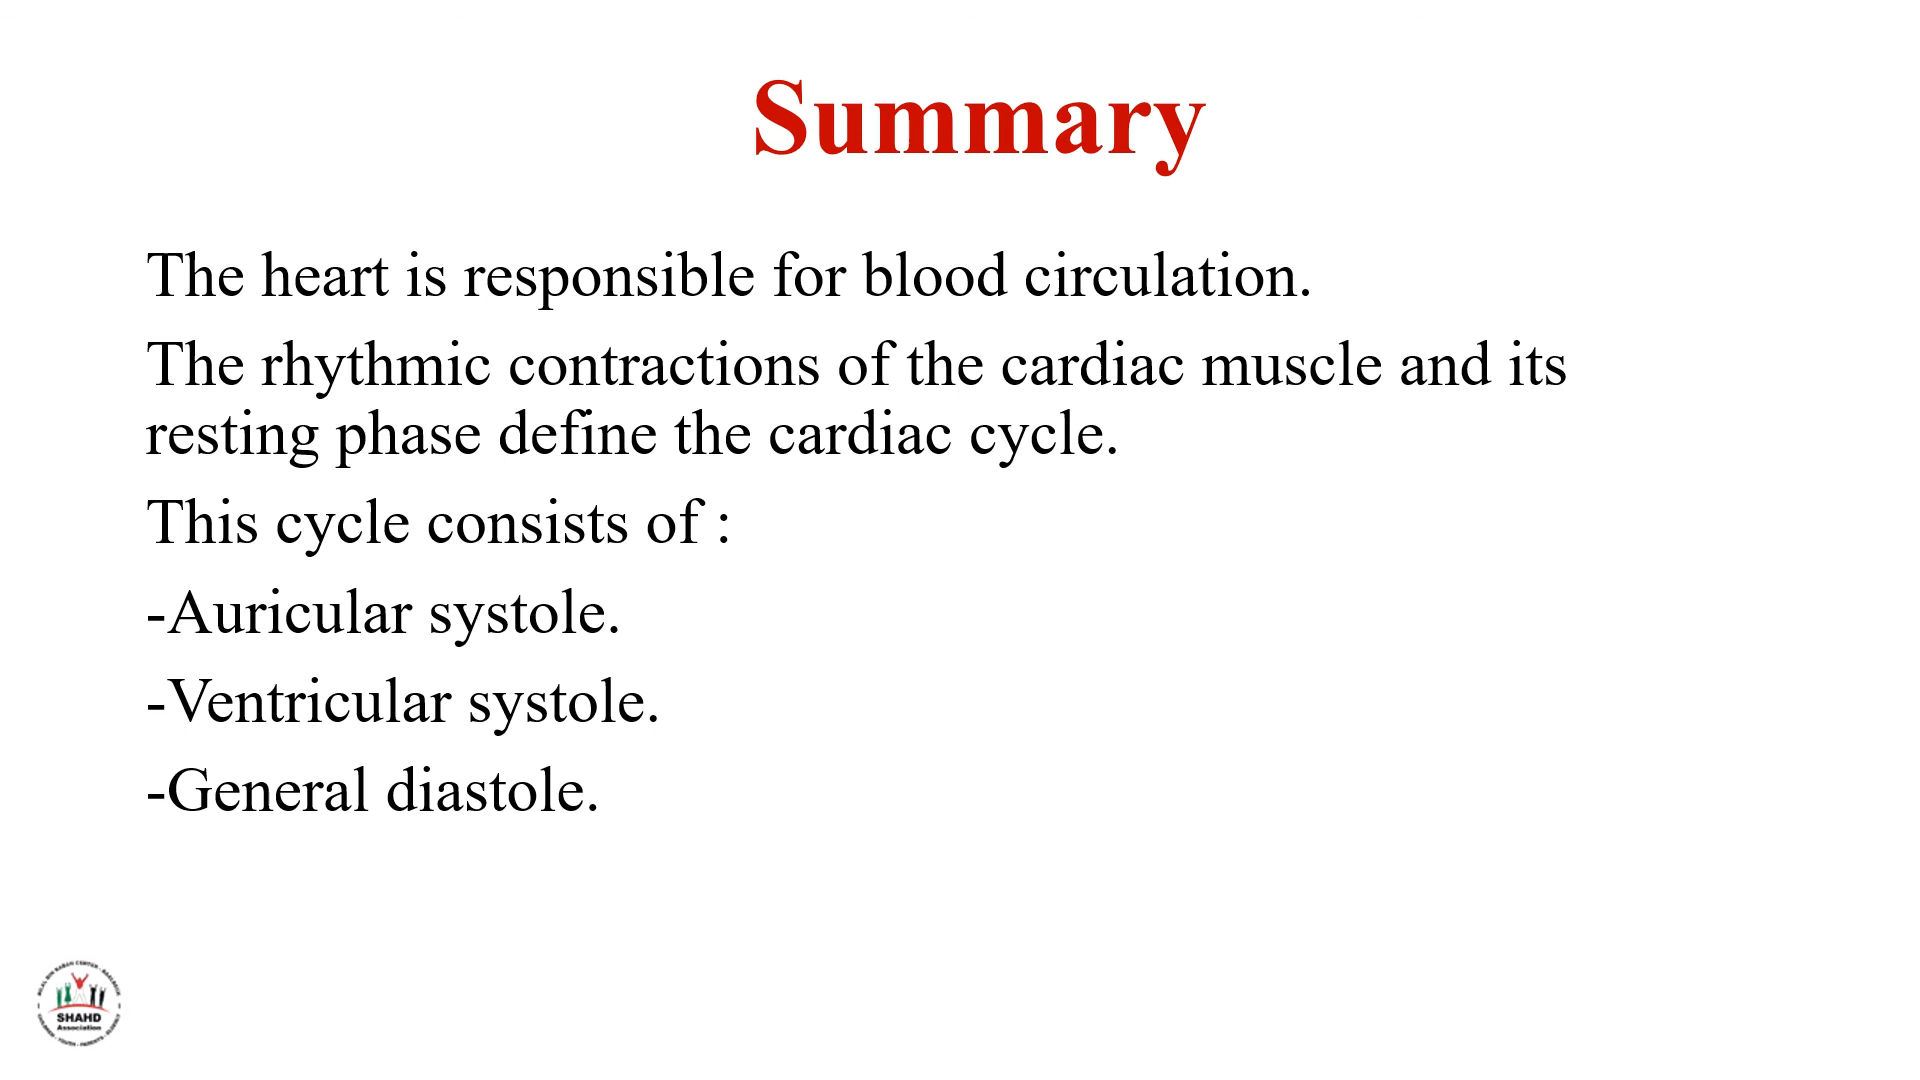 Summary
The heart is responsible for blood circulation.
The rhythmic contractions of the cardiac muscle and its
resting phase define the cardiac cycle.
This cycle consists of :
-Auricular systole.
-Ventricular systole.
-General diastole.
SHAHD
Association